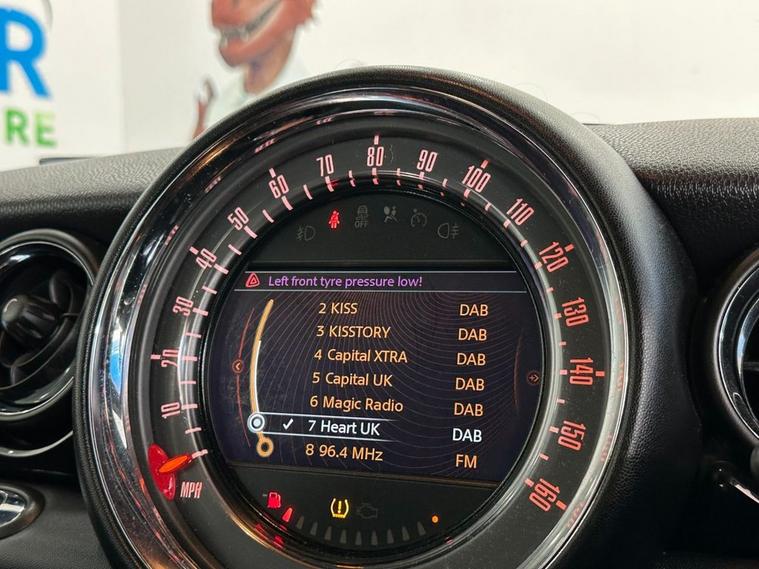 R
RE
10
20
30
40
50
60
70
80
90
100
110
120
130
140
150
160
MPH
OFF
Left front tyre pressure low!
2 KISS DAB
3 KISSTORY DAB
4 Capital XTRA DAB
5 Capital UK DAB
6 Magic Radio DAB
✓ 7 Heart UK DAB
8 96.4 MHz FM